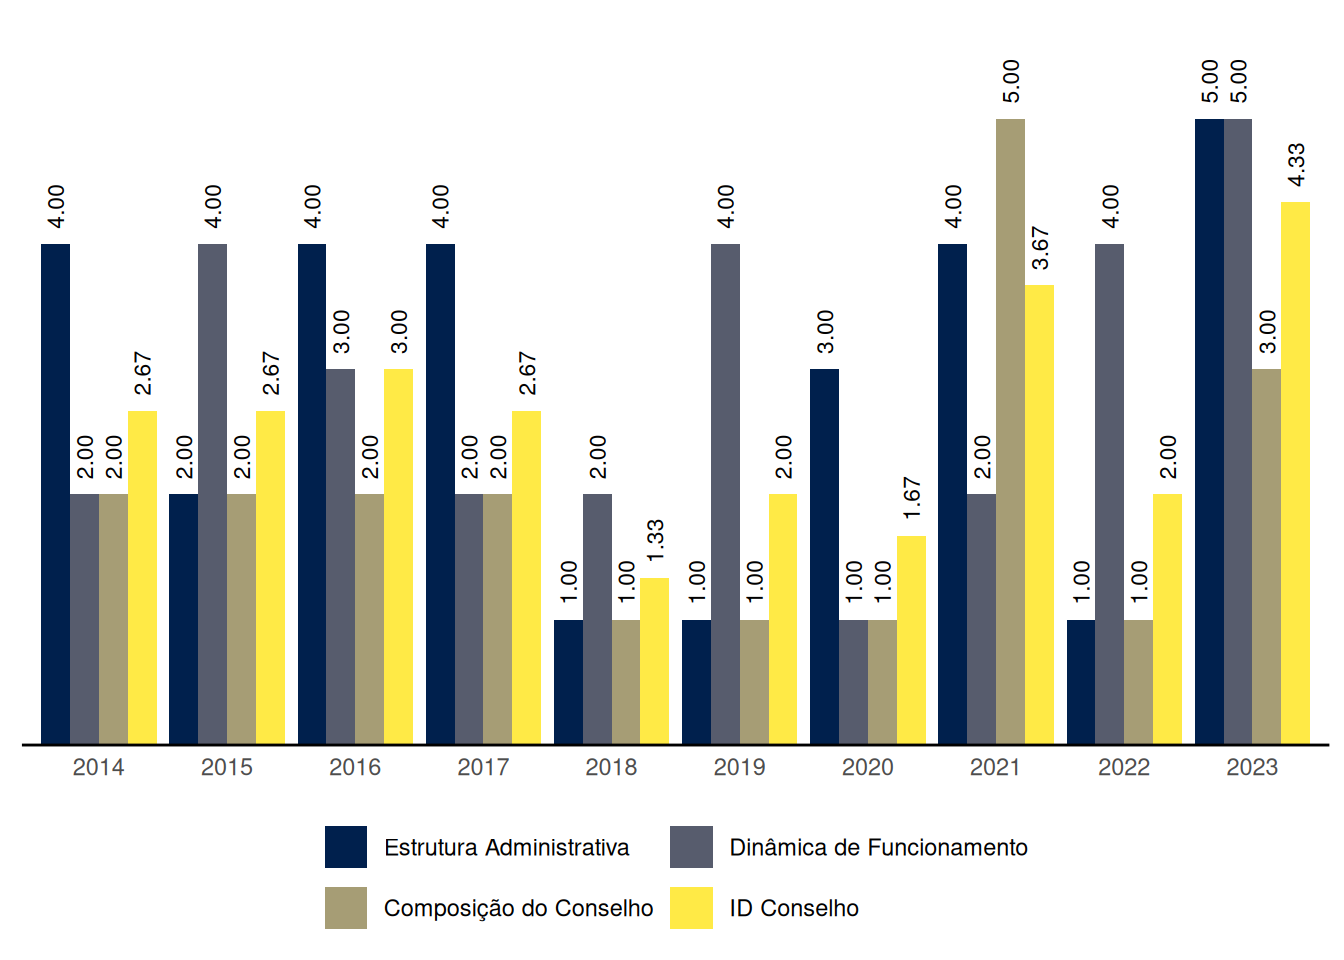 5.00 5.00 5.00
4.33
4.00 4.00 4.00 4.00 4.00 4.00 4.00
3.67
3.00 3.00 3.00 3.00
2.67 2.67 2.67
2.00 2.00 2.00 2.00 2.00 2.00 2.00 2.00 2.00 2.00 2.00
1.67
1.33
1.00 1.00 1.00 1.00 1.00 1.00 1.00 1.00
2014 2015 2016 2017 2018 2019 2020 2021 2022 2023
Estrutura Administrativa Dinâmica de Funcionamento
Composição do Conselho ID Conselho